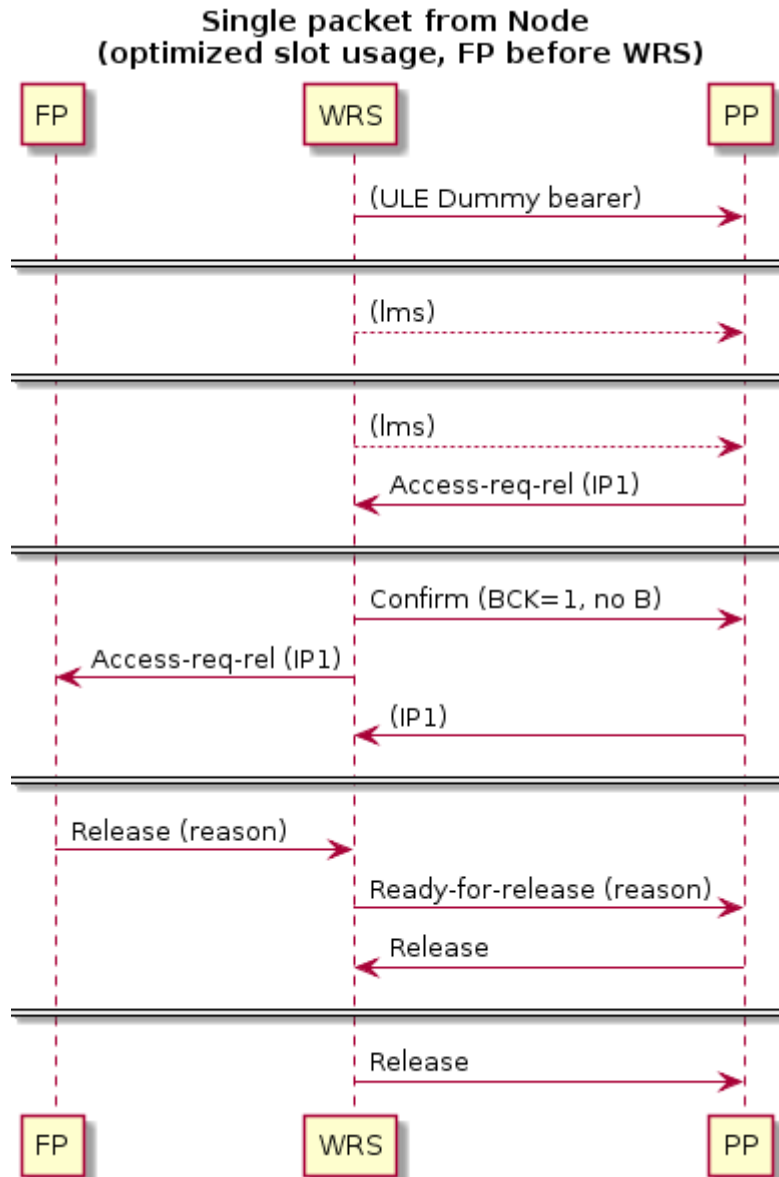 Single packet from Node
(optimized slot usage, FP before WRS)
FP WRS PP
(ULE Dummy bearer)
(lms)
(lms)
Access-req-rel (IP1)
Confirm (BCK=1, no B)
Access-req-rel (IP1)
(IP1)
Release (reason)
Ready-for-release (reason)
Release
Release
FP WRS PP